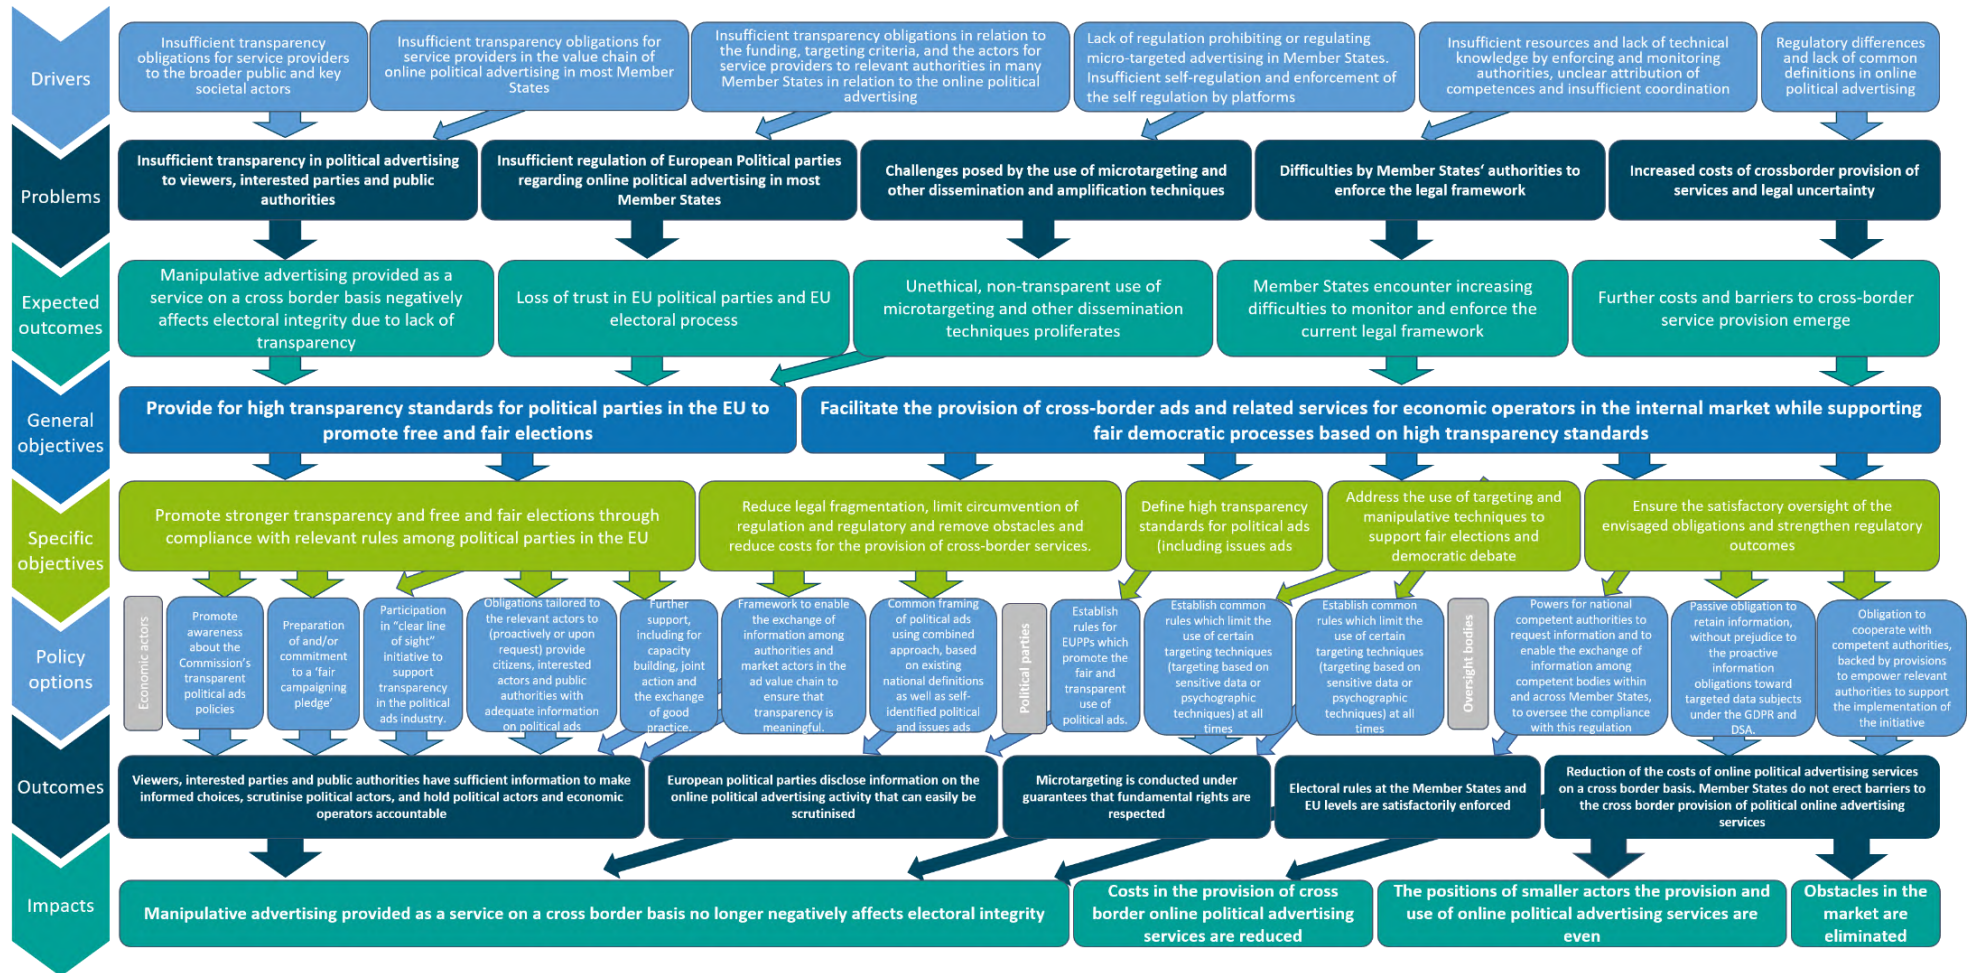 Drivers
Insufficient transparency
obligations for service providers
to the broader public and key
societal actors
Insufficient transparency obligations for
service providers in the value chain of
online political advertising in most Member
States
Insufficient transparency obligations in relation to
the funding, targeting criteria, and the actors for
service providers to relevant authorities in many
Member States in relation to the online political
advertising
Lack of regulation prohibiting or regulating
micro-targeted advertising in Member States.
Insufficient self-regulation and enforcement of
the self regulation by platforms
Insufficient resources and lack of technical
knowledge by enforcing and monitoring
authorities, unclear attribution of
competences and insufficient coordination
Regulatory differences
and lack of common
definitions in online
political advertising
Problems
Insufficient transparency in political advertising
to viewers, interested parties and public
authorities
Insufficient regulation of European Political parties
regarding online political advertising in most
Member States
Challenges posed by the use of microtargeting and
other dissemination and amplification techniques
Difficulties by Member States‘ authorities to
enforce the legal framework
Increased costs of crossborder provision of
services and legal uncertainty
Expected
outcomes
Manipulative advertising provided as a
service on a cross border basis negatively
affects electoral integrity due to lack of
transparency
Loss of trust in EU political parties and EU
electoral process
Unethical, non-transparent use of
microtargeting and other dissemination
techniques proliferates
Member States encounter increasing
difficulties to monitor and enforce the
current legal framework
Further costs and barriers to cross-border
service provision emerge
General
objectives
Provide for high transparency standards for political parties in the EU to
promote free and fair elections
Facilitate the provision of cross-border ads and related services for economic operators in the internal market while supporting
fair democratic processes based on high transparency standards
Specific
objectives
Promote stronger transparency and free and fair elections through
compliance with relevant rules among political parties in the EU
Reduce legal fragmentation, limit circumvention of
regulation and regulatory and remove obstacles and
reduce costs for the provision of cross-border services.
Define high transparency
standards for political ads
(including issues ads
Address the use of targeting and
manipulative techniques to
support fair elections and
democratic debate
Ensure the satisfactory oversight of the
envisaged obligations and strengthen regulatory
outcomes
Policy
options
Economic actors
Promote
awareness
about the
Commission's
transparent
political ads
policies
Preparation
of and/or
commitment
to a 'fair
campaigning
pledge'
Participation
in "clear line
of sight"
initiative to
support
transparency
in the political
ads industry.
Obligations tailored to
the relevant actors to
(proactively or upon
request) provide
citizens, interested
actors and public
authorities with
adequate information
on political ads
Further
support,
including for
capacity
building, joint
action and
the exchange
of good
practice.
Framework to enable
the exchange of
information among
authorities and
market actors in the
ad value chain to
ensure that
transparency is
meaningful.
Common framing
of political ads
using combined
approach, based
on existing
national definitions
as well as self-
identified political
and issues ads
Political parties
Establish
rules for
EUPPs which
promote the
fair and
transparent
use of
political ads.
Establish common
rules which limit the
use of certain
targeting techniques
(targeting based on
sensitive data or
psychographic
techniques) at all
times
Establish common
rules which limit the
use of certain
targeting techniques
(targeting based on
sensitive data or
psychographic
techniques) at all
times
Oversight bodies
Powers for national
competent authorities to
request information and to
enable the exchange of
information among
competent bodies within
and across Member States,
to oversee the compliance
with this regulation
Passive obligation to
retain information,
without prejudice to
the proactive
information
obligations toward
targeted data subjects
under the GDPR and
DSA.
Obligation to
cooperate with
competent authorities,
backed by provisions
to empower relevant
authorities to support
the implementation of
the initiative
Outcomes
Viewers, interested parties and public authorities have sufficient information to make
informed choices, scrutinise political actors, and hold political actors and economic
operators accountable
European political parties disclose information on the
online political advertising activity that can easily be
scrutinised
Microtargeting is conducted under
guarantees that fundamental rights are
respected
Electoral rules at the Member States and
EU levels are satisfactorily enforced
Reduction of the costs of online political advertising services
on a cross border basis. Member States do not erect barriers to
the cross border provision of political online advertising
services
Impacts
Manipulative advertising provided as a service on a cross border basis no longer negatively affects electoral integrity
Costs in the provision of cross
border online political advertising
services are reduced
The positions of smaller actors the provision and
use of online political advertising services are
even
Obstacles in the
market are
eliminated